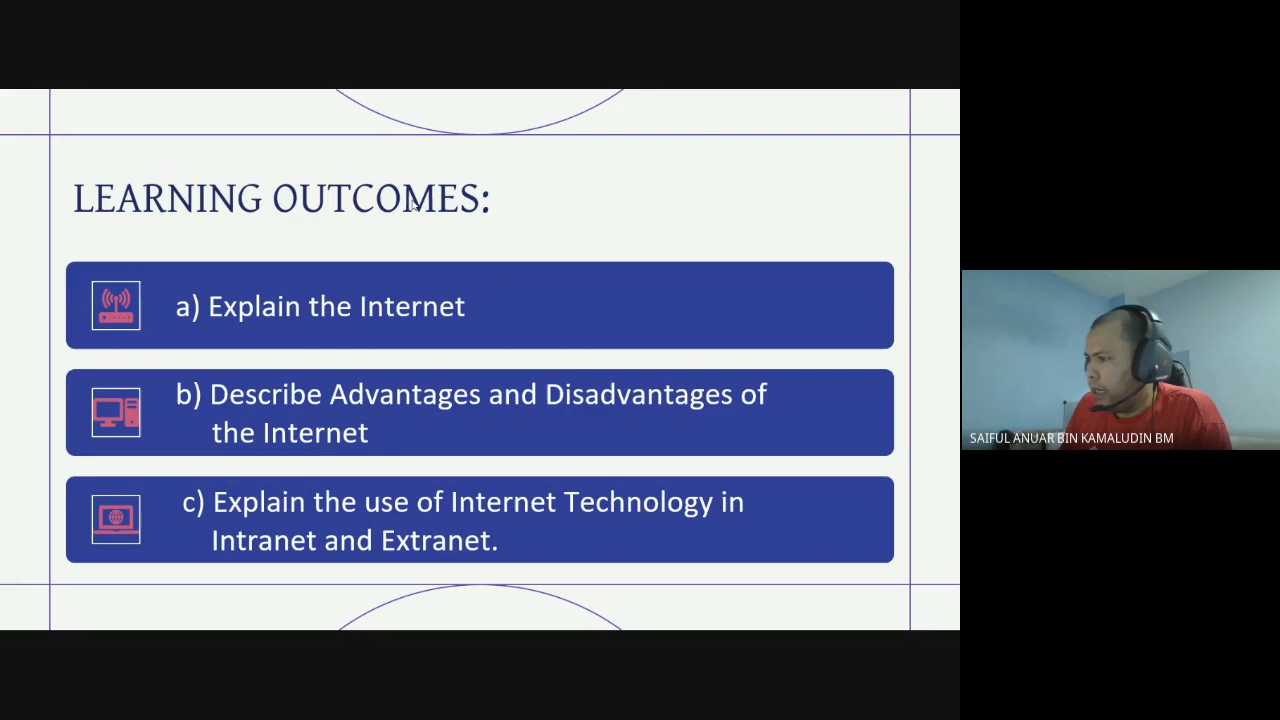 LEARNING OUTCOMES:
a) Explain the Internet
b) Describe Advantages and Disadvantages of
the Internet
c) Explain the use of Internet Technology in
Intranet and Extranet.
SAIFUL ANUAR BIN KAMALUDIN BM